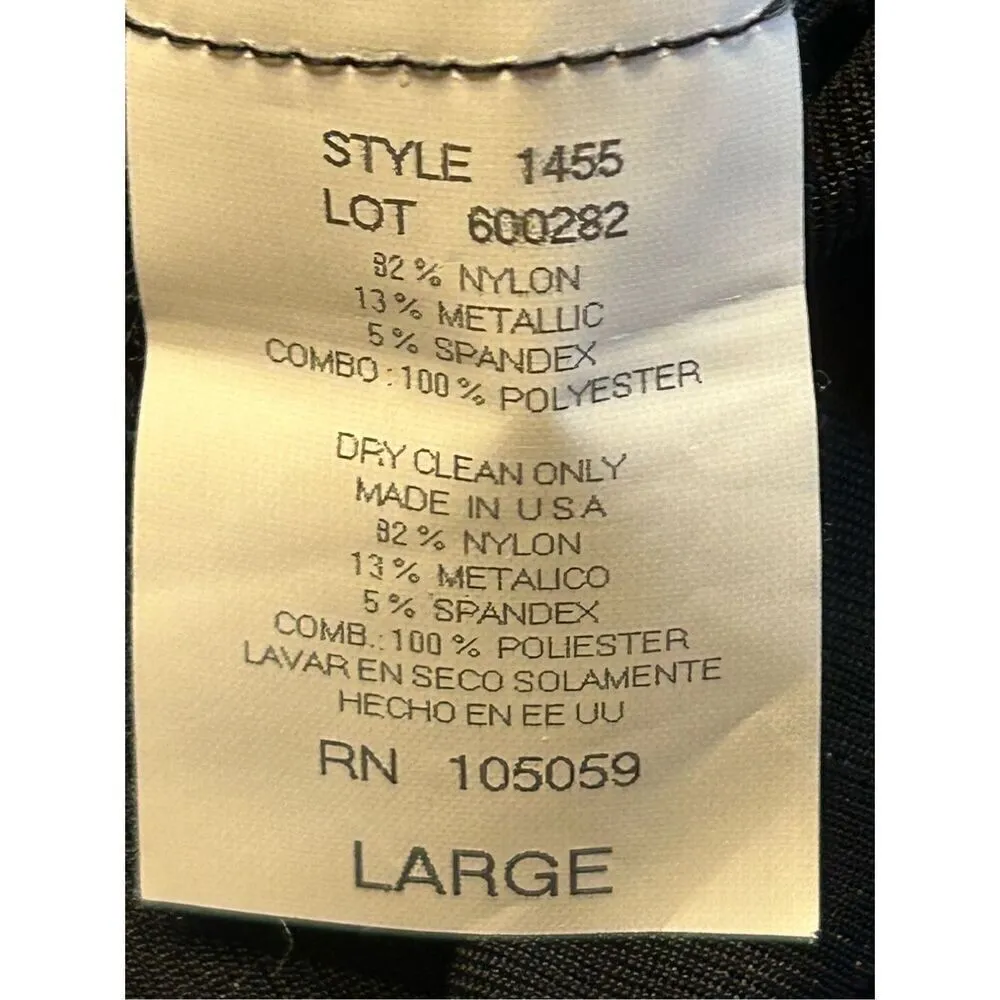 STYLE 1455
LOT 600282
82% NYLON
13% METALLIC
5% SPANDEX
COMBO: 100% POLYESTER
DRY CLEAN ONLY
MADE IN U S A
82% NYLON
13% METALICO
5% SPANDEX
COMB.: 100% POLIESTER
LAVAR EN SECO SOLAMENTE
HECHO EN EE UU
RN 105059
LARGE